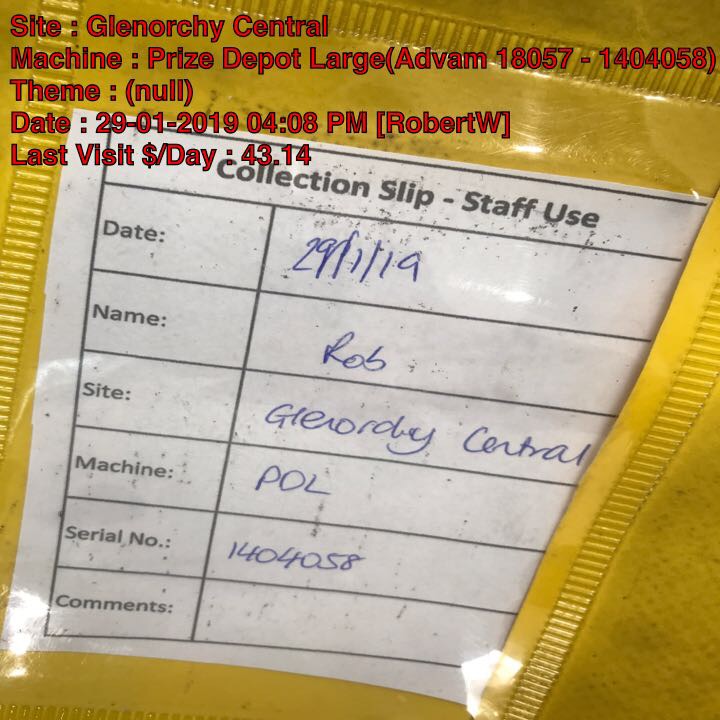 Site : Glenorchy Central
Machine : Prize Depot Large(Advam 18057 - 1404058)
Theme : (null)
Date : 29-01-2019 04:08 PM [RobertW]
Last Visit $/Day : 43.14
Collection Slip - Staff Use
Date: 29/1/19
Name: Rob
Site: Glenorchy Central
Machine: PDL
Serial No.: 1404058
Comments: